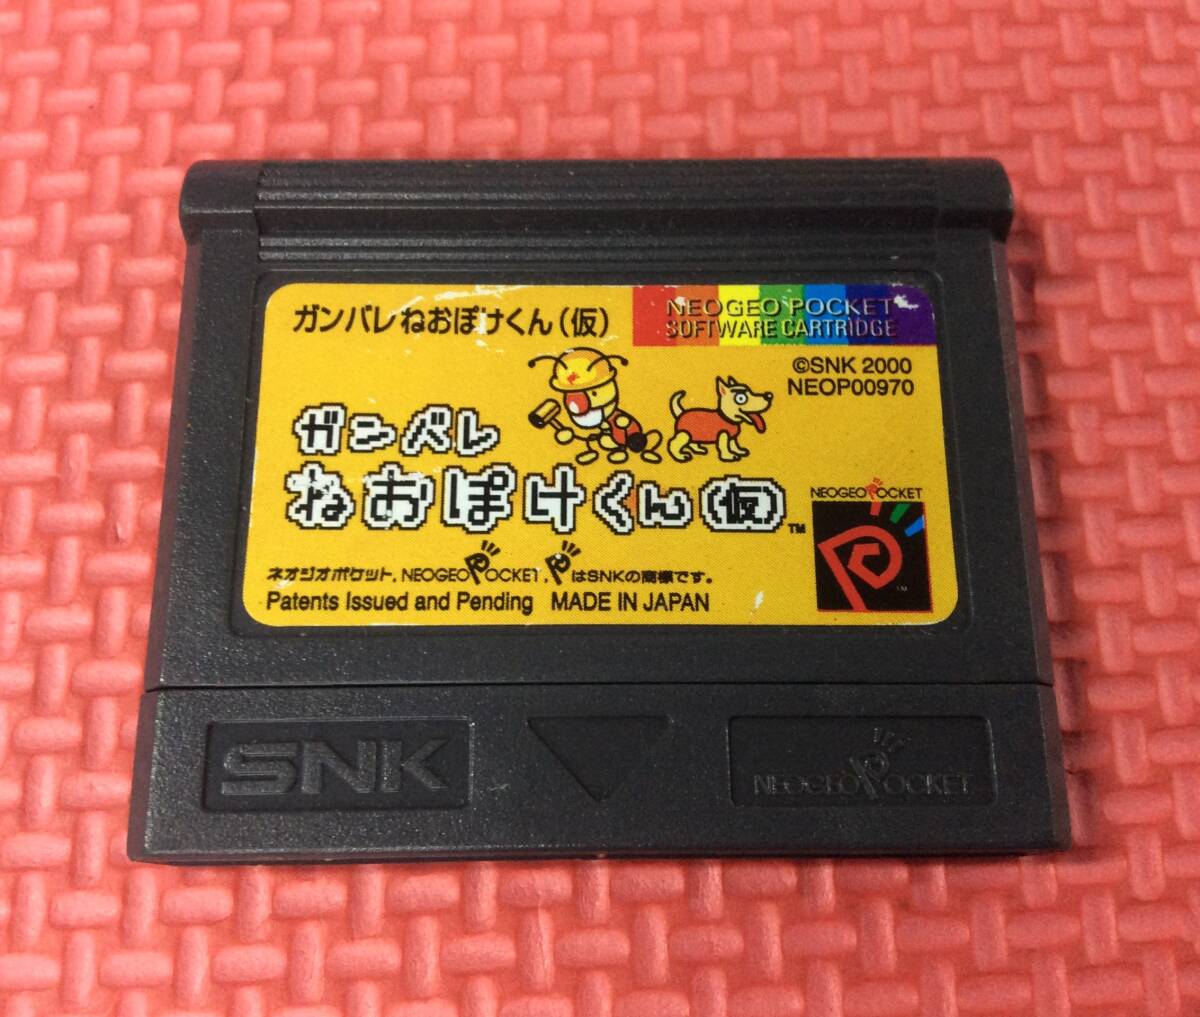 ガンバレねおぽけくん(仮)
NEOGEO POCKET
SOFTWARE CARTRIDGE
©SNK 2000
NEOP00970
ガンバレ
ねおぽけくん(仮)™
NEOGEO POCKET
TM
ネオジオポケット, NEOGEO POCKET, PはSNKの商標です。
Patents Issued and Pending MADE IN JAPAN
SNK
NEOGEO POCKET